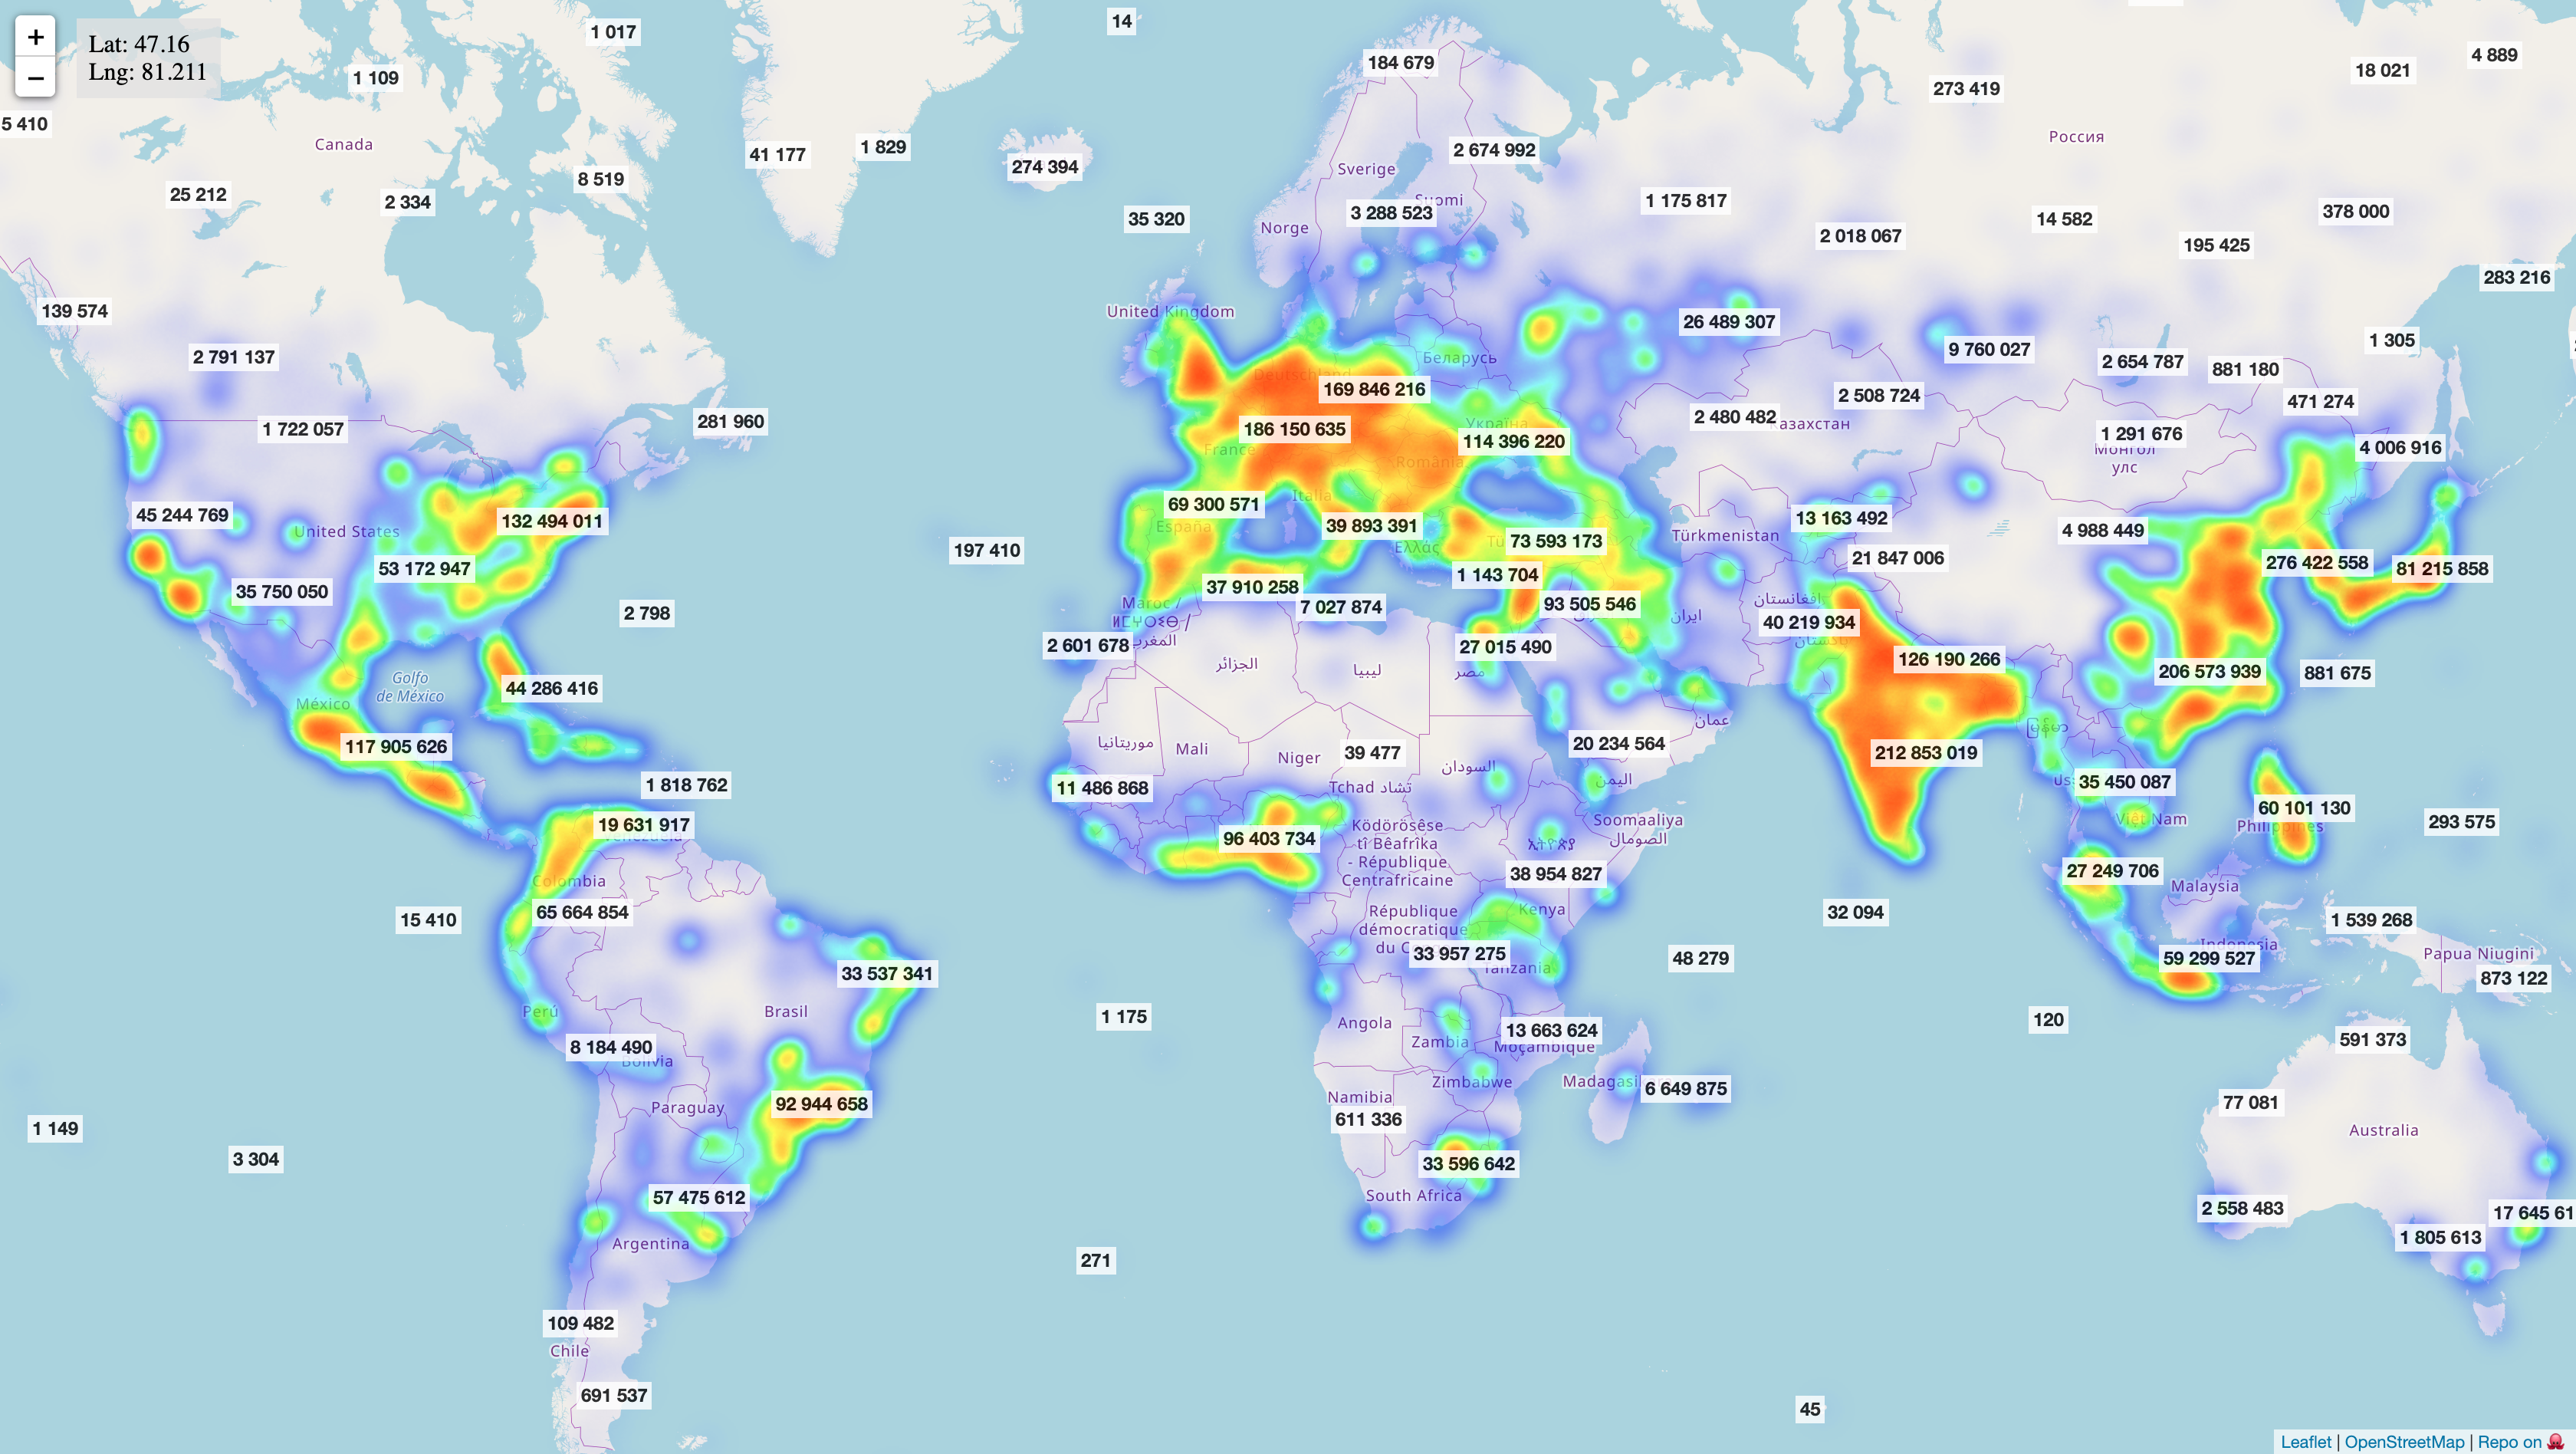 +
−
Lat: 47.16
Lng: 81.211
14
1 017
1 109
5 410
184 679
273 419
18 021
4 889
Россия
Canada
41 177
1 829
274 394
2 674 992
Sverige
25 212
2 334
8 519
35 320
Suomi
3 288 523
Norge
1 175 817
2 018 067
14 582
378 000
195 425
283 216
139 574
United Kingdom
26 489 307
2 791 137
Беларусь
9 760 027
2 654 787
881 180
1 305
Deutschland
169 846 216
2 508 724
471 274
281 960
1 722 057
186 150 635
Україна
114 396 220
2 480 482
азахстан
1 291 676
Монгол
улс
4 006 916
France
România
45 244 769
United States
132 494 011
69 300 571
Italia
España
39 893 391
Ελλάς
73 593 173
13 163 492
Türkmenistan
4 988 449
197 410
53 172 947
21 847 006
276 422 558
81 215 858
35 750 050
37 910 258
1 143 704
7 027 874
93 505 546
افغانستان
ایران
2 798
Maroc /
ⵍⵎⵖⵔⵉⴱ /
المغرب
2 601 678
27 015 490
40 219 934
پاکستان
الجزائر
ليبيا
مصر
126 190 266
206 573 939
881 675
Golfo
de México
44 286 416
México
117 905 626
عمان
موريتانيا
Mali
Niger
39 477
السودان
20 234 564
212 853 019
မြန်မာ
1 818 762
11 486 868
Tchad تشاد
اليمن
35 450 087
60 101 130
Philippines
Việt Nam
293 575
19 631 917
Venezuela
96 403 734
Ködörösêse
tî Bêafrîka
- République
Centrafricaine
Soomaaliya
الصومال
ኢትዮጵያ
38 954 827
Colombia
27 249 706
Malaysia
15 410
65 664 854
République
démocratique
du C
Kenya
32 094
1 539 268
33 957 275
Tanzania
48 279
Indonesia
59 299 527
Papua Niugini
873 122
33 537 341
Perú
Brasil
1 175
Angola
13 663 624
Moçambique
120
591 373
8 184 490
Bolivia
Zambia
Zimbabwe
Madagasi
6 649 875
77 081
92 944 658
Paraguay
Namibia
611 336
1 149
Australia
3 304
33 596 642
South Africa
57 475 612
2 558 483
17 645 61
1 805 613
Argentina
271
109 482
Chile
691 537
45
Leaflet | OpenStreetMap | Repo on